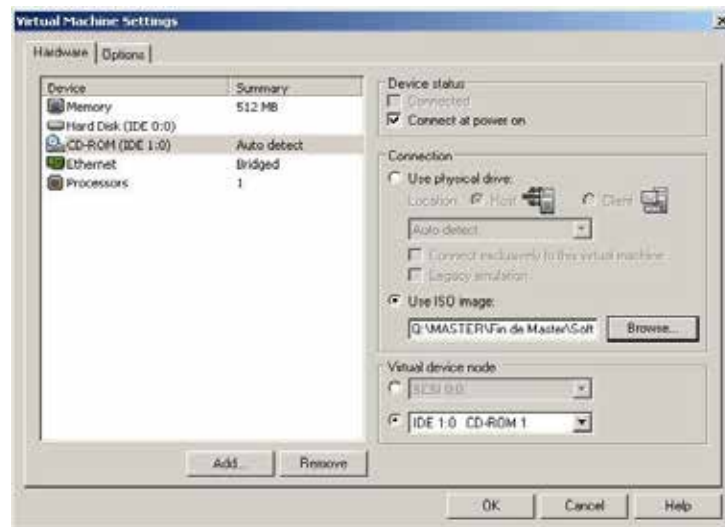 Virtual Machine Settings
Hardware Options
Device Summary
Memory 512 MB
Hard Disk (IDE 0:0)
CD-ROM (IDE 1:0) Auto detect
Ethernet Bridged
Processors 1
Add... Remove
Device status
Connected
Connect at power on
Connection
Use physical drive:
Location: Host Client
Auto detect
Connect exclusively to this virtual machine
Legacy emulation
Use ISO image:
Q:\MASTER\Fin de Master\Soft Browse...
Virtual device node
SCSI 0:0
IDE 1:0 CD-ROM 1
OK Cancel Help